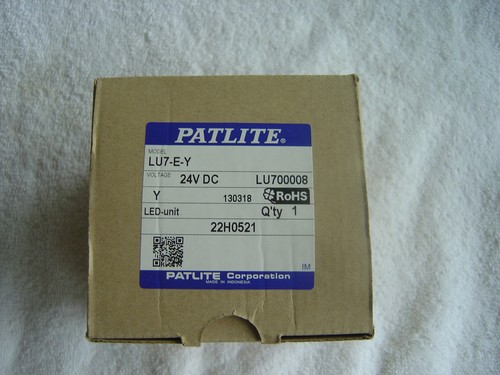 PATLITE®
MODEL
LU7-E-Y
VOLTAGE 24V DC LU700008
Y 130318 RoHS
LED-unit Q'ty 1
22H0521
IM
PATLITE Corporation
MADE IN INDONESIA